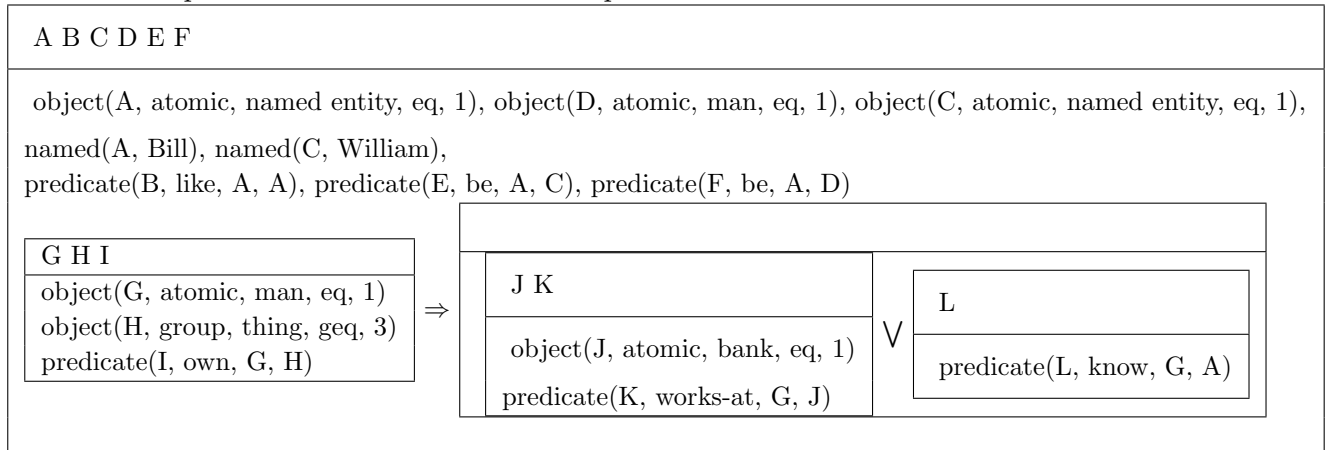 A B C D E F
object(A, atomic, named entity, eq, 1), object(D, atomic, man, eq, 1), object(C, atomic, named entity, eq, 1),
named(A, Bill), named(C, William),
predicate(B, like, A, A), predicate(E, be, A, C), predicate(F, be, A, D)
G H I
object(G, atomic, man, eq, 1)
object(H, group, thing, geq, 3)
predicate(I, own, G, H)
⇒
J K
object(J, atomic, bank, eq, 1)
predicate(K, works-at, G, J)
⋁
L
predicate(L, know, G, A)